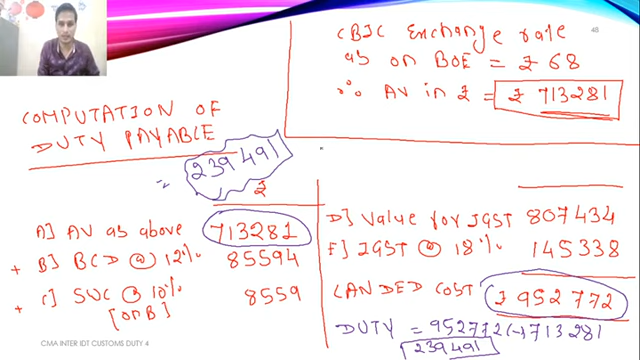 48
CBIC Exchange rate
as on BOE = ₹ 68
∴ AV in ₹ = ₹ 713281
COMPUTATION OF
DUTY PAYABLE
= 239491
₹
A] AV as above 713281
+ B] BCD @ 12% 85594
+ C] SWC @ 10% 8559
[on B]
D] Value for IGST 807434
E] IGST @ 18% 145338
LANDED COST ₹ 952772
DUTY = 952772 (-) 713281
239491
CMA INTER IDT CUSTOMS DUTY 4